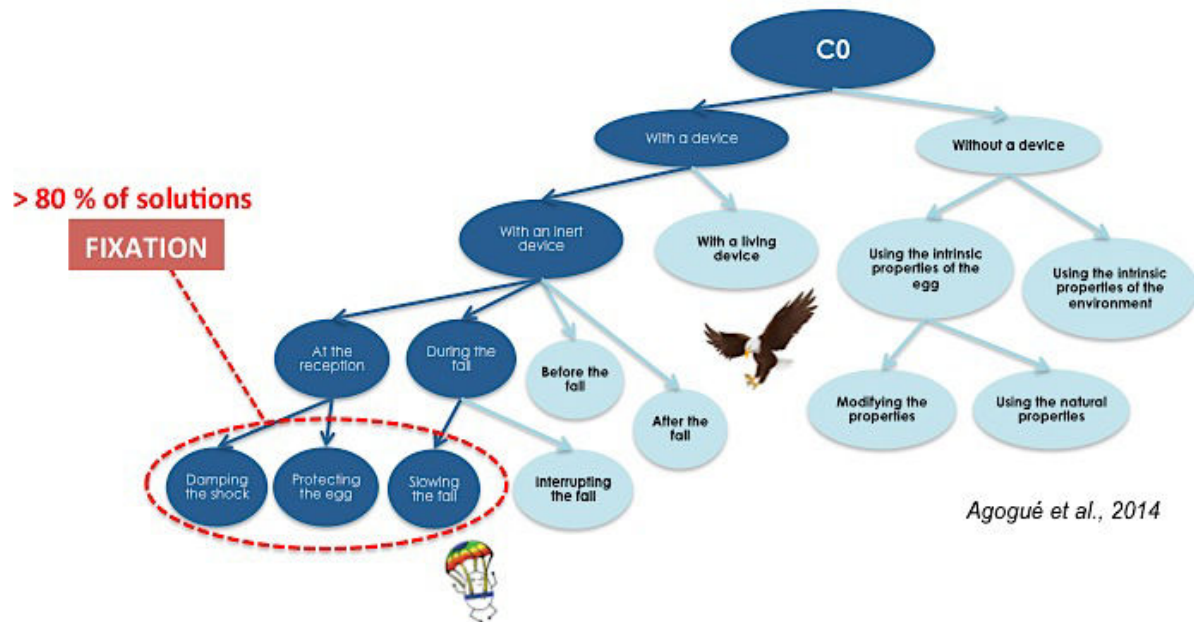 C0
With a device
Without a device
> 80 % of solutions
FIXATION
With an inert
device
With a living
device
Using the intrinsic
properties of the
egg
Using the intrinsic
properties of the
environment
At the
reception
During the
fall
Before the
fall
After the
fall
Modifying the
properties
Using the natural
properties
Damping
the shock
Protecting
the egg
Slowing
the fall
Interrupting
the fall
Agogué et al., 2014